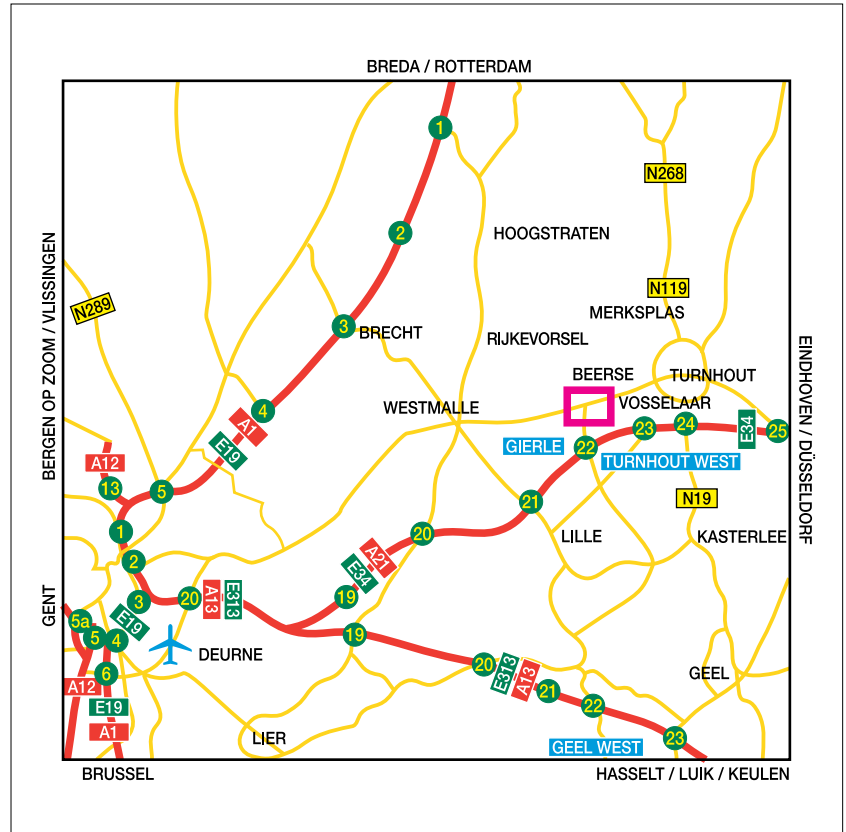 BREDA / ROTTERDAM
1
N268
2
HOOGSTRATEN
BERGEN OP ZOOM / VLISSINGEN
N289
N119
MERKSPLAS
3
BRECHT
RIJKEVORSEL
EINDHOVEN / DÜSSELDORF
BEERSE
TURNHOUT
4
WESTMALLE
VOSSELAAR
A1
E19
23
24
E34
25
GIERLE
22
TURNHOUT WEST
A12
13
5
21
N19
1
20
LILLE
KASTERLEE
2
A21
E34
GENT
3
20
A13
E313
19
5a
5
4
E19
19
DEURNE
6
20
E313
A13
21
GEEL
A12
22
E19
A1
LIER
23
GEEL WEST
BRUSSEL
HASSELT / LUIK / KEULEN